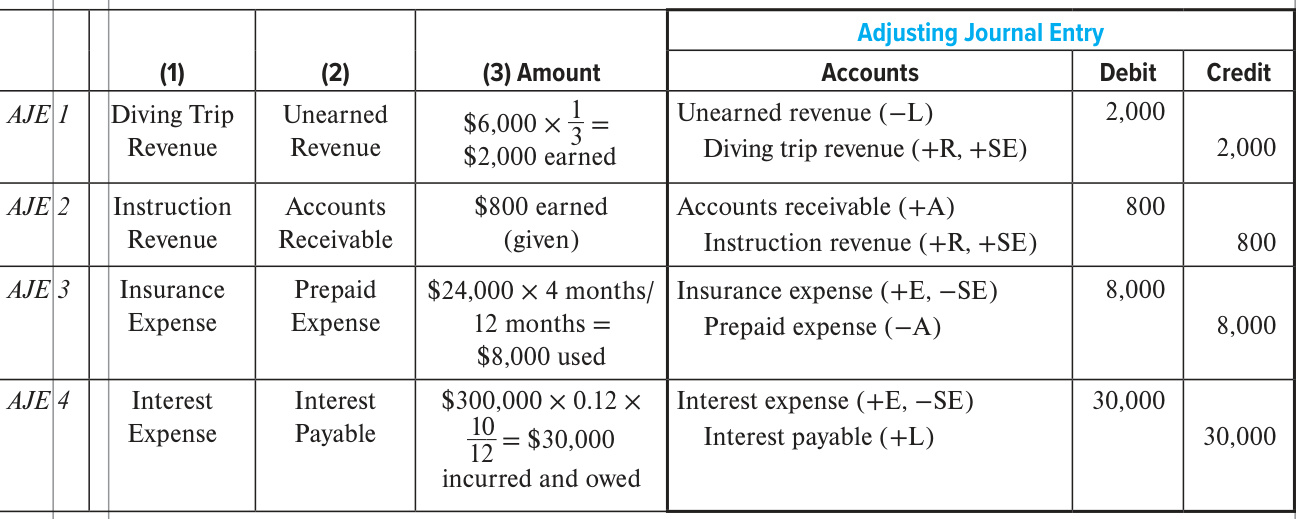 Adjusting Journal Entry
(1) (2) (3) Amount Accounts Debit Credit
AJE 1 Diving Trip Revenue Unearned Revenue $6,000 × 1/3 = $2,000 earned
Unearned revenue (−L) 2,000
Diving trip revenue (+R, +SE) 2,000
AJE 2 Instruction Revenue Accounts Receivable $800 earned (given)
Accounts receivable (+A) 800
Instruction revenue (+R, +SE) 800
AJE 3 Insurance Expense Prepaid Expense $24,000 × 4 months/ 12 months = $8,000 used
Insurance expense (+E, −SE) 8,000
Prepaid expense (−A) 8,000
AJE 4 Interest Expense Interest Payable $300,000 × 0.12 × 10/12 = $30,000 incurred and owed
Interest expense (+E, −SE) 30,000
Interest payable (+L) 30,000